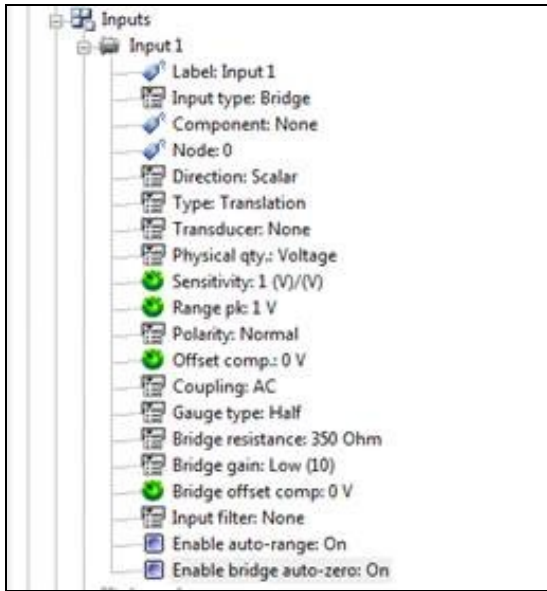 Inputs
Input 1
Label: Input 1
Input type: Bridge
Component: None
Node: 0
Direction: Scalar
Type: Translation
Transducer: None
Physical qty.: Voltage
Sensitivity: 1 (V)/(V)
Range pk: 1 V
Polarity: Normal
Offset comp.: 0 V
Coupling: AC
Gauge type: Half
Bridge resistance: 350 Ohm
Bridge gain: Low (10)
Bridge offset comp: 0 V
Input filter: None
Enable auto-range: On
Enable bridge auto-zero: On